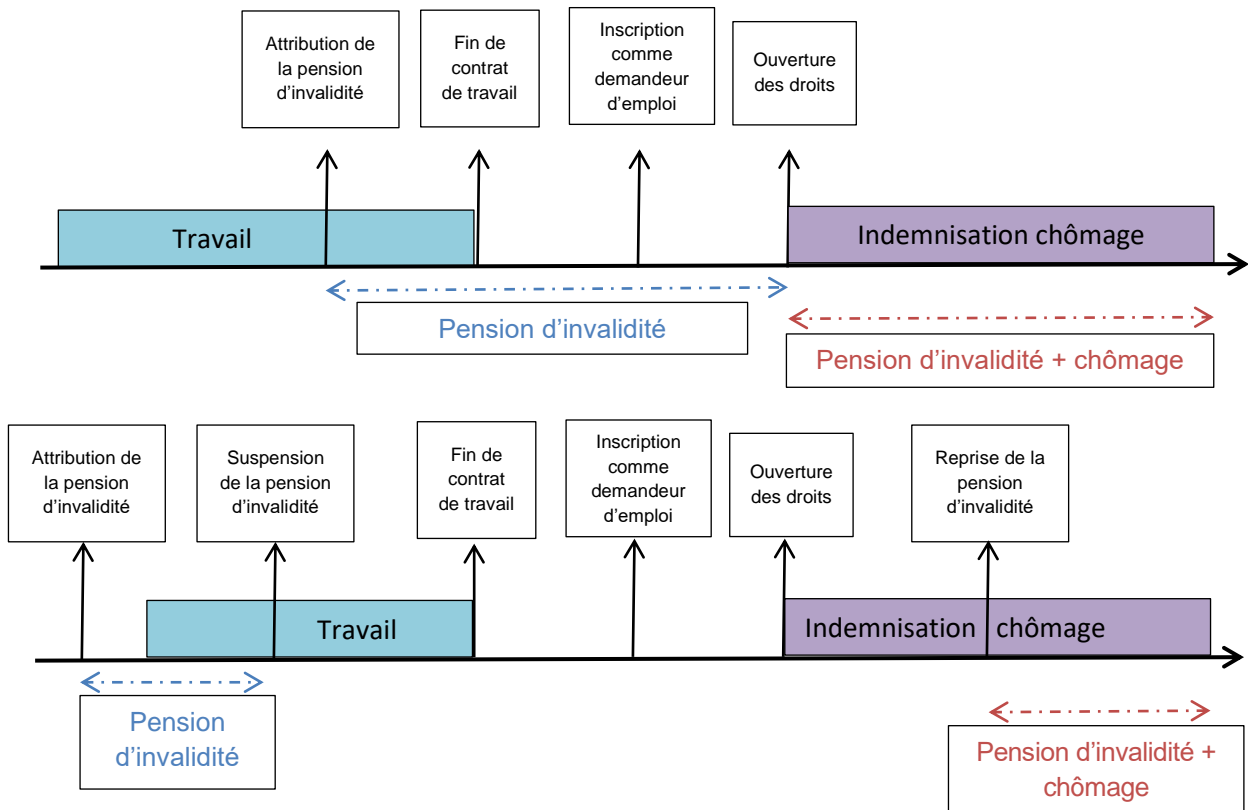 Attribution de
la pension
d'invalidité
Fin de
contrat
de travail
Inscription
comme
demandeur
d'emploi
Ouverture
des droits
Travail
Indemnisation chômage
Pension d'invalidité
Pension d'invalidité + chômage
Attribution de
la pension
d'invalidité
Suspension
de la pension
d'invalidité
Fin de
contrat
de travail
Inscription
comme
demandeur
d'emploi
Ouverture
des droits
Reprise de la
pension
d'invalidité
Travail
Indemnisation chômage
Pension
d'invalidité
Pension d'invalidité +
chômage